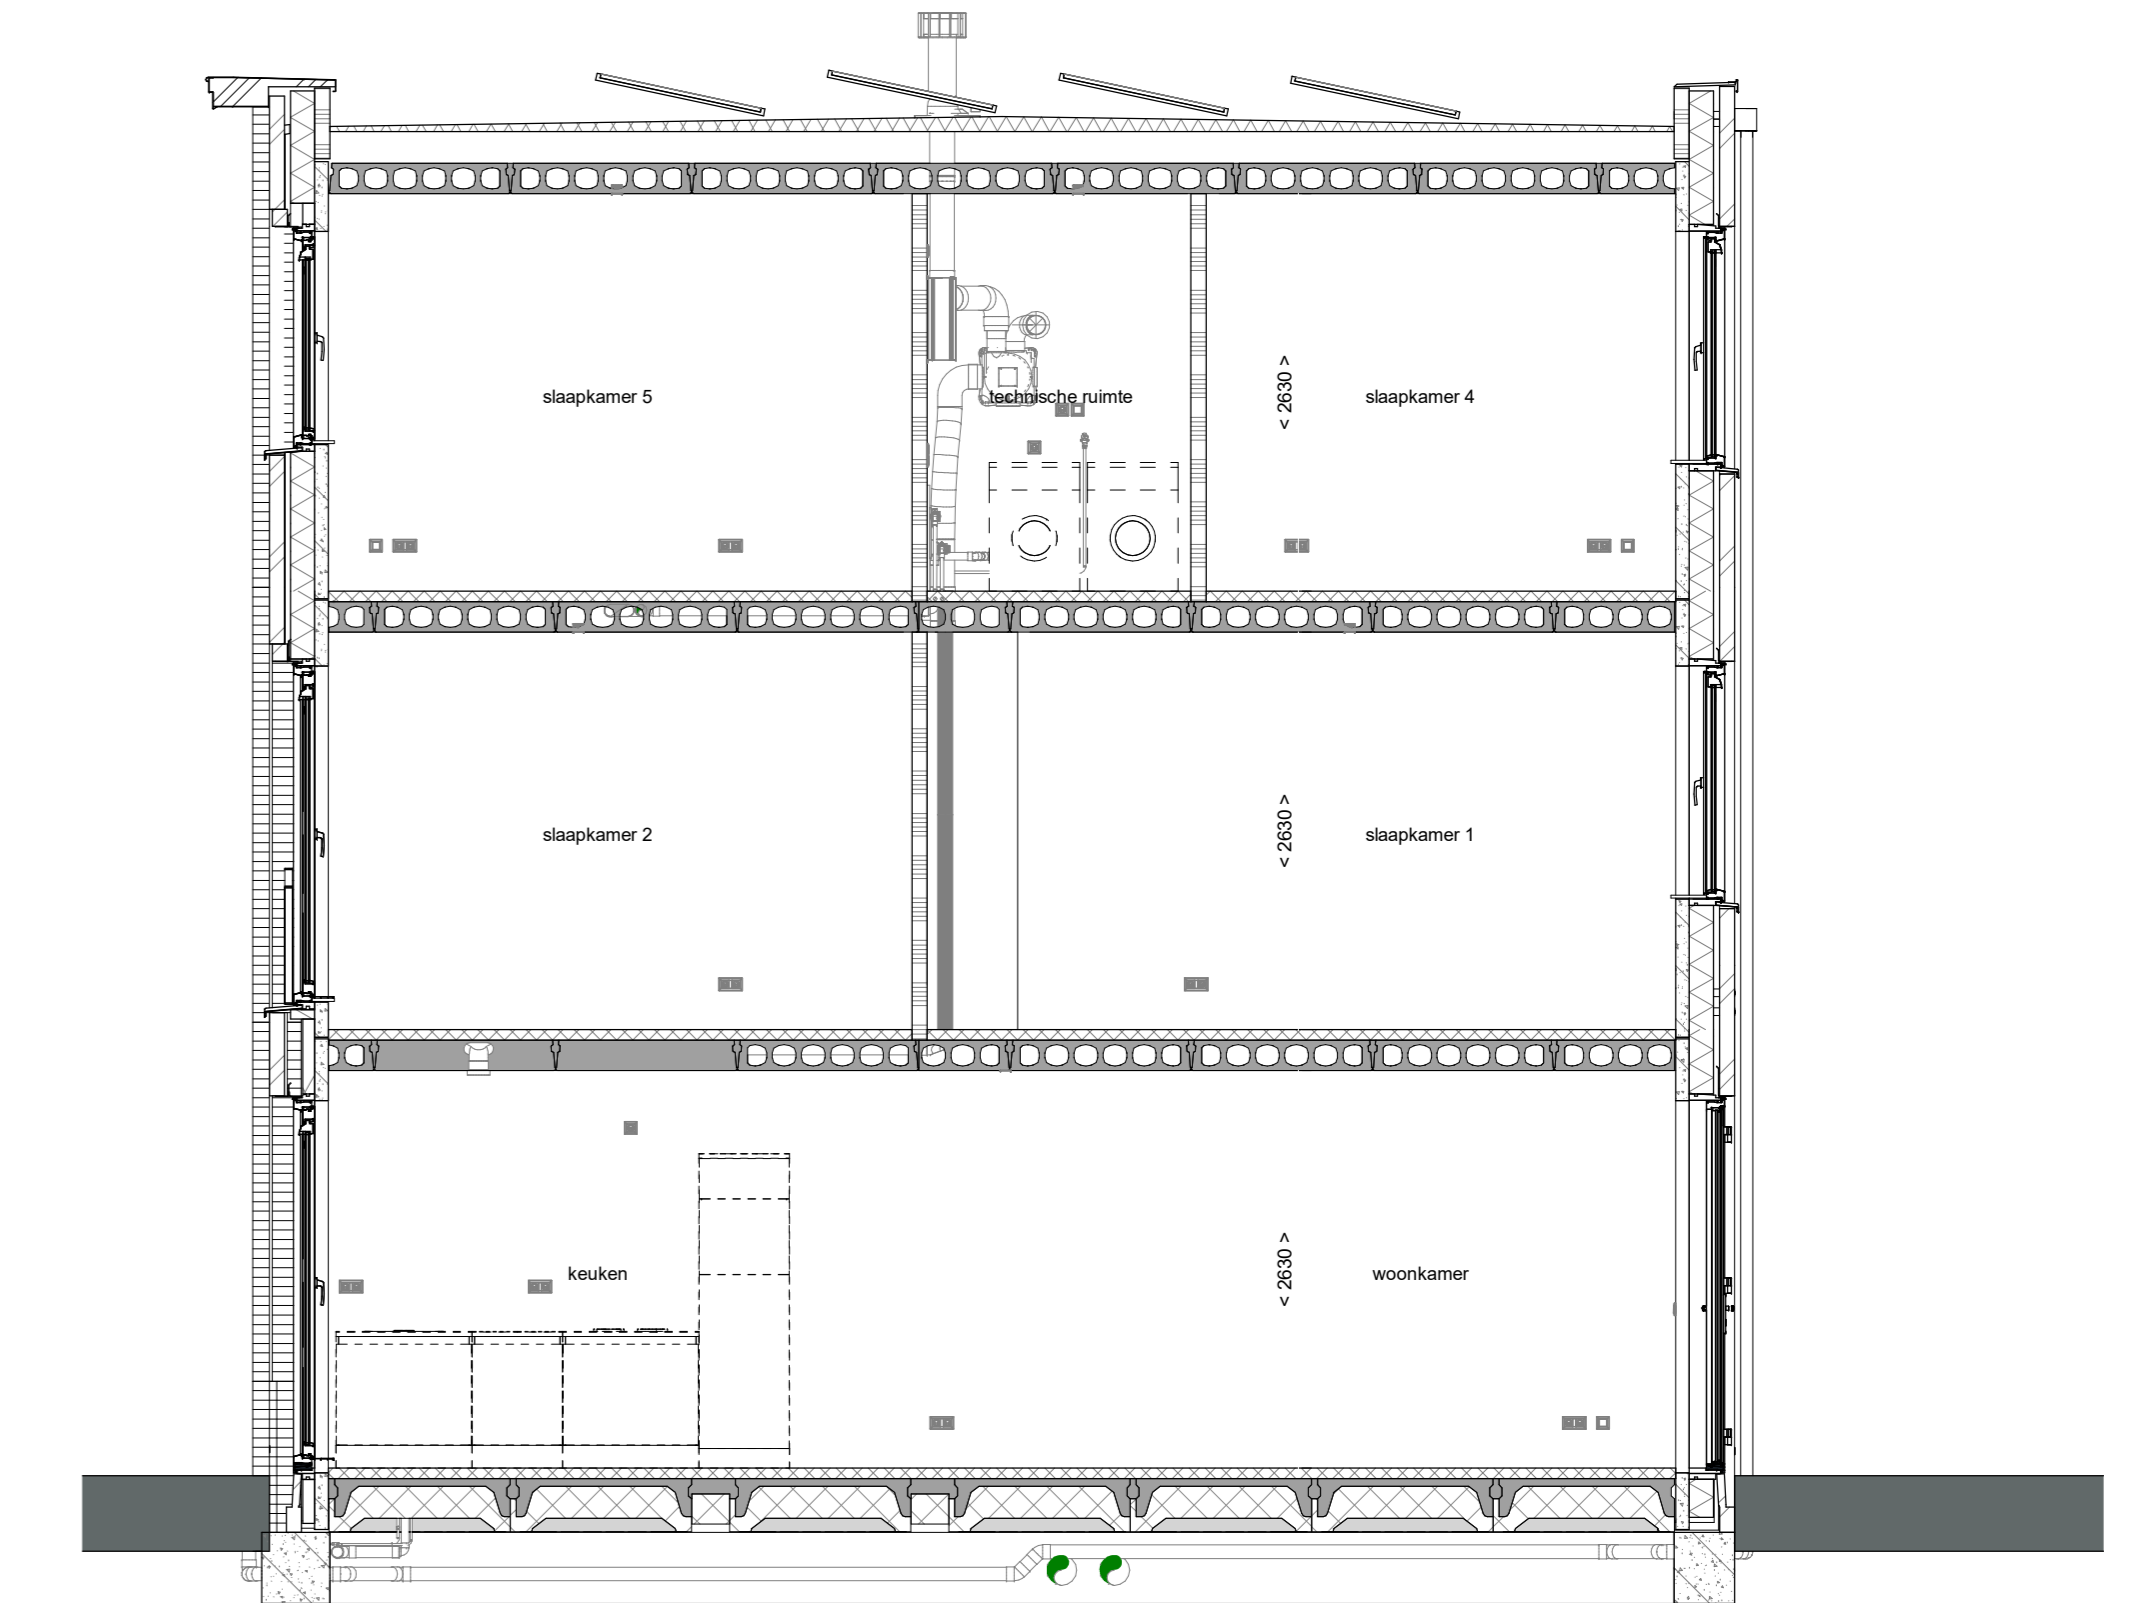 slaapkamer 5
technische ruimte
< 2630 >
slaapkamer 4
slaapkamer 2
< 2630 >
slaapkamer 1
keuken
< 2630 >
woonkamer